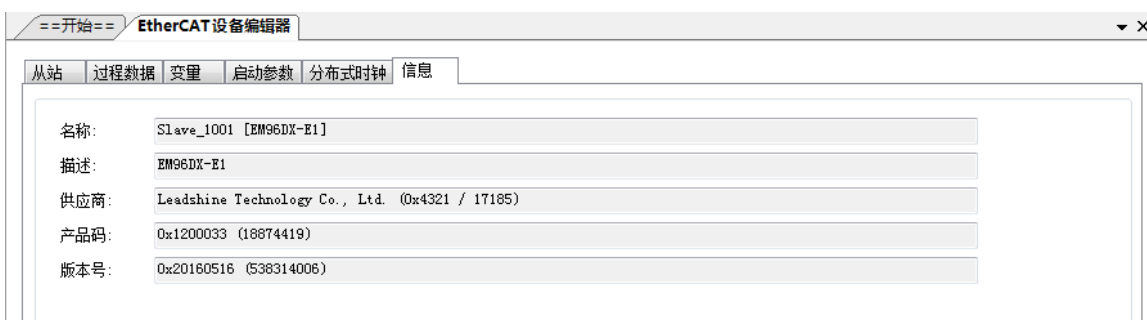 ==开始== EtherCAT设备编辑器
从站 过程数据 变量 启动参数 分布式时钟 信息
名称: Slave_1001 [EM96DX-E1]
描述: EM96DX-E1
供应商: Leadshine Technology Co., Ltd. (0x4321 / 17185)
产品码: 0x1200033 (18874419)
版本号: 0x20160516 (538314006)